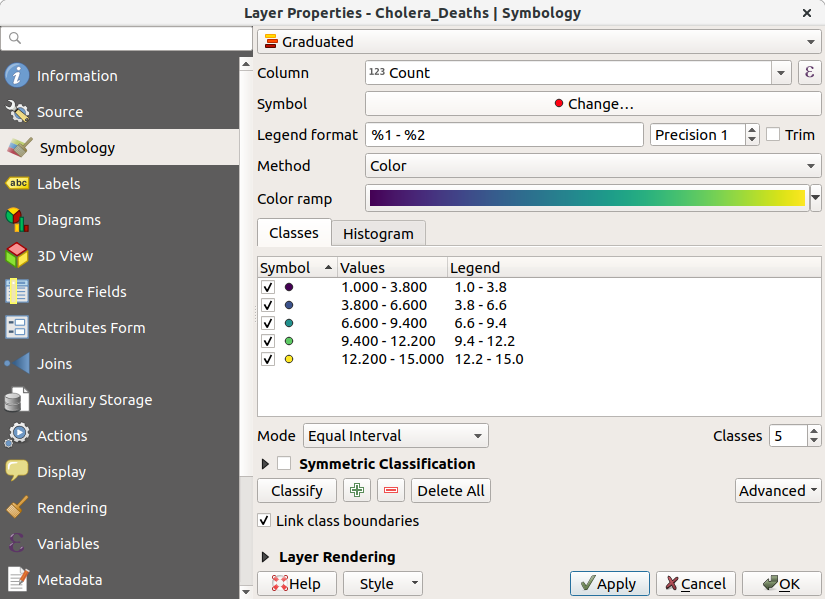 Layer Properties - Cholera_Deaths | Symbology
Information
Source
Symbology
abc Labels
Diagrams
3D View
Source Fields
Attributes Form
Joins
Auxiliary Storage
Actions
Display
Rendering
Variables
Metadata
Graduated
Column 123 Count ε
Symbol Change...
Legend format %1 - %2 Precision 1 Trim
Method Color
Color ramp
Classes Histogram
Symbol Values Legend
1.000 - 3.800 1.0 - 3.8
3.800 - 6.600 3.8 - 6.6
6.600 - 9.400 6.6 - 9.4
9.400 - 12.200 9.4 - 12.2
12.200 - 15.000 12.2 - 15.0
Mode Equal Interval Classes 5
Symmetric Classification
Classify Delete All Advanced
Link class boundaries
Layer Rendering
Help Style Apply Cancel OK